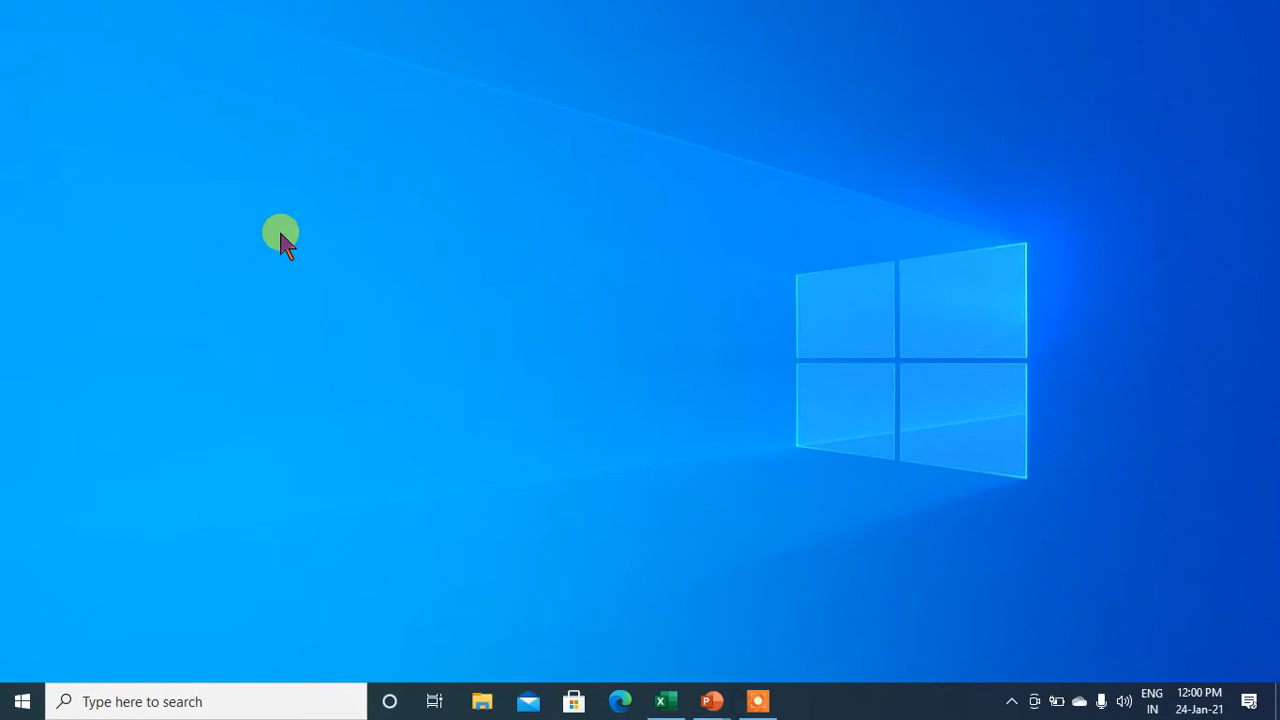 Type here to search
ENG
IN
12:00 PM
24-Jan-21